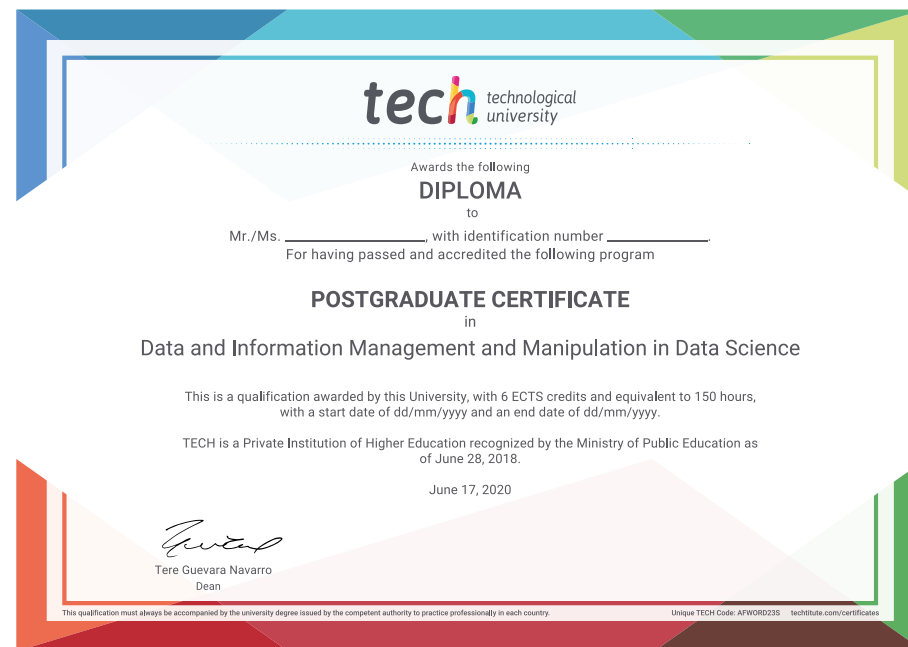 tech technological
university
Awards the following
DIPLOMA
to
Mr./Ms. ____________________, with identification number ______________.
For having passed and accredited the following program
POSTGRADUATE CERTIFICATE
in
Data and Information Management and Manipulation in Data Science
This is a qualification awarded by this University, with 6 ECTS credits and equivalent to 150 hours,
with a start date of dd/mm/yyyy and an end date of dd/mm/yyyy.
TECH is a Private Institution of Higher Education recognized by the Ministry of Public Education as
of June 28, 2018.
June 17, 2020
Tere Guevara Navarro
Dean
This qualification must always be accompanied by the university degree issued by the competent authority to practice professionally in each country. Unique TECH Code: AFWORD23S techtitute.com/certificates